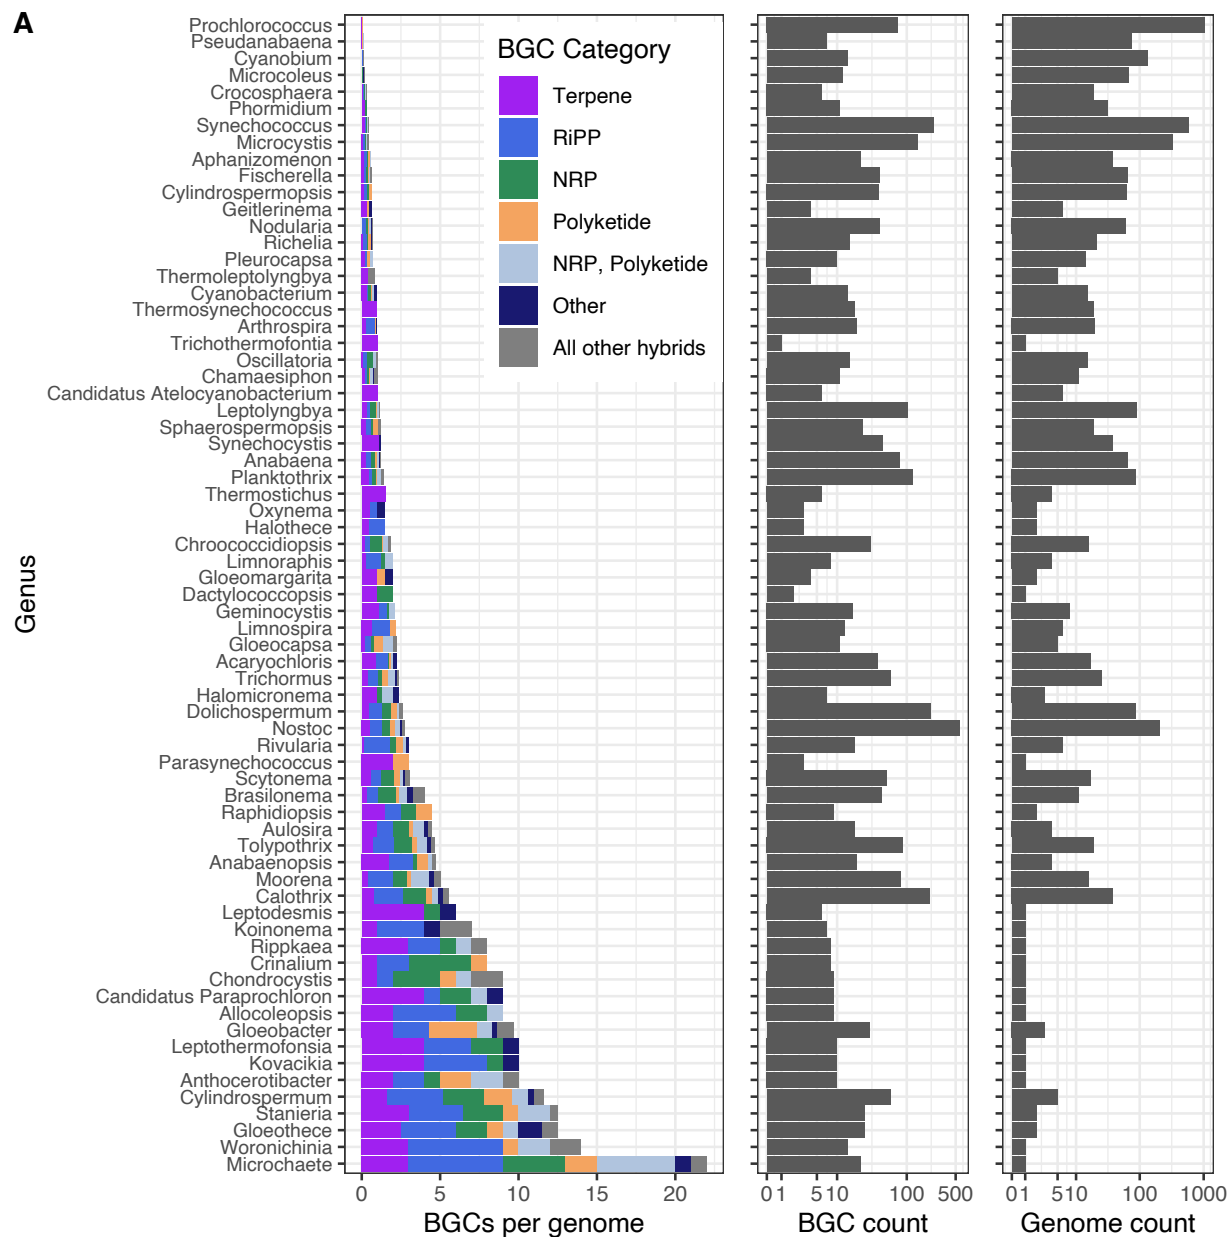 A
Genus
Prochlorococcus
Pseudanabaena
Cyanobium
Microcoleus
Crocosphaera
Phormidium
Synechococcus
Microcystis
Aphanizomenon
Fischerella
Cylindrospermopsis
Geitlerinema
Nodularia
Richelia
Pleurocapsa
Thermoleptolyngbya
Cyanobacterium
Thermosynechococcus
Arthrospira
Trichothermofontia
Oscillatoria
Chamaesiphon
Candidatus Atelocyanobacterium
Leptolyngbya
Sphaerospermopsis
Synechocystis
Anabaena
Planktothrix
Thermostichus
Oxynema
Halothece
Chroococcidiopsis
Limnoraphis
Gloeomargarita
Dactylococcopsis
Geminocystis
Limnospira
Gloeocapsa
Acaryochloris
Trichormus
Halomicronema
Dolichospermum
Nostoc
Rivularia
Parasynechococcus
Scytonema
Brasilonema
Raphidiopsis
Aulosira
Tolypothrix
Anabaenopsis
Moorena
Calothrix
Leptodesmis
Koinonema
Rippkaea
Crinalium
Chondrocystis
Candidatus Paraprochloron
Allocoleopsis
Gloeobacter
Leptothermofonsia
Kovacikia
Anthocerotibacter
Cylindrospermum
Stanieria
Gloeothece
Woronichinia
Microchaete
BGC Category
Terpene
RiPP
NRP
Polyketide
NRP, Polyketide
Other
All other hybrids
0 5 10 15 20
BGCs per genome
0 1 5 10 100 500
BGC count
0 1 5 10 100 1000
Genome count